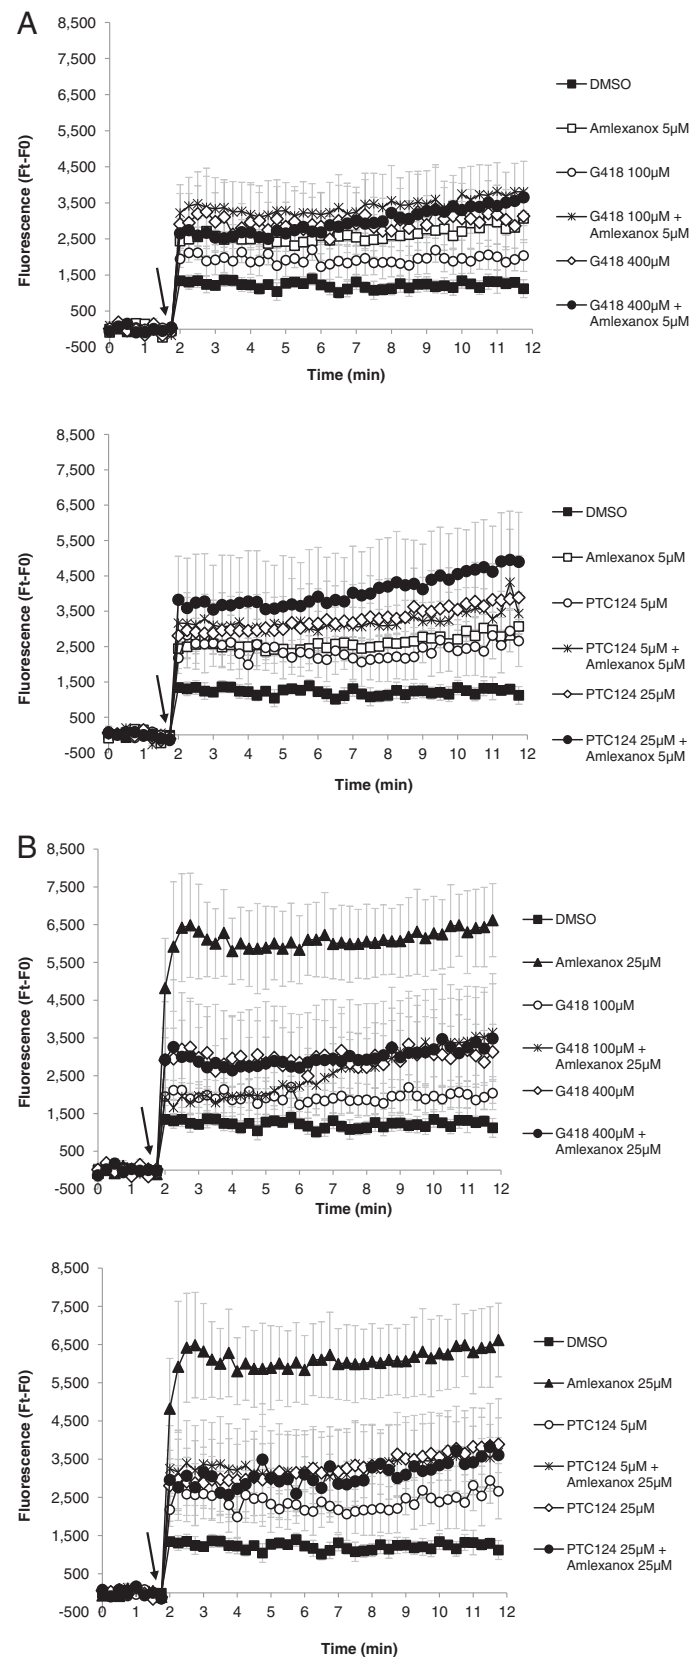 A
8,500
7,500
6,500
5,500
4,500
3,500
2,500
1,500
500
-500
Fluorescence (Ft-F0)
0 1 2 3 4 5 6 7 8 9 10 11 12
Time (min)
DMSO
Amlexanox 5µM
G418 100µM
G418 100µM +
Amlexanox 5µM
G418 400µM
G418 400µM +
Amlexanox 5µM
8,500
7,500
6,500
5,500
4,500
3,500
2,500
1,500
500
-500
Fluorescence (Ft-F0)
0 1 2 3 4 5 6 7 8 9 10 11 12
Time (min)
DMSO
Amlexanox 5µM
PTC124 5µM
PTC124 5µM +
Amlexanox 5µM
PTC124 25µM
PTC124 25µM +
Amlexanox 5µM
B
8,500
7,500
6,500
5,500
4,500
3,500
2,500
1,500
500
-500
Fluorescence (Ft-F0)
0 1 2 3 4 5 6 7 8 9 10 11 12
Time (min)
DMSO
Amlexanox 25µM
G418 100µM
G418 100µM +
Amlexanox 25µM
G418 400µM
G418 400µM +
Amlexanox 25µM
8,500
7,500
6,500
5,500
4,500
3,500
2,500
1,500
500
-500
Fluorescence (Ft-F0)
0 1 2 3 4 5 6 7 8 9 10 11 12
Time (min)
DMSO
Amlexanox 25µM
PTC124 5µM
PTC124 5µM +
Amlexanox 25µM
PTC124 25µM
PTC124 25µM +
Amlexanox 25µM